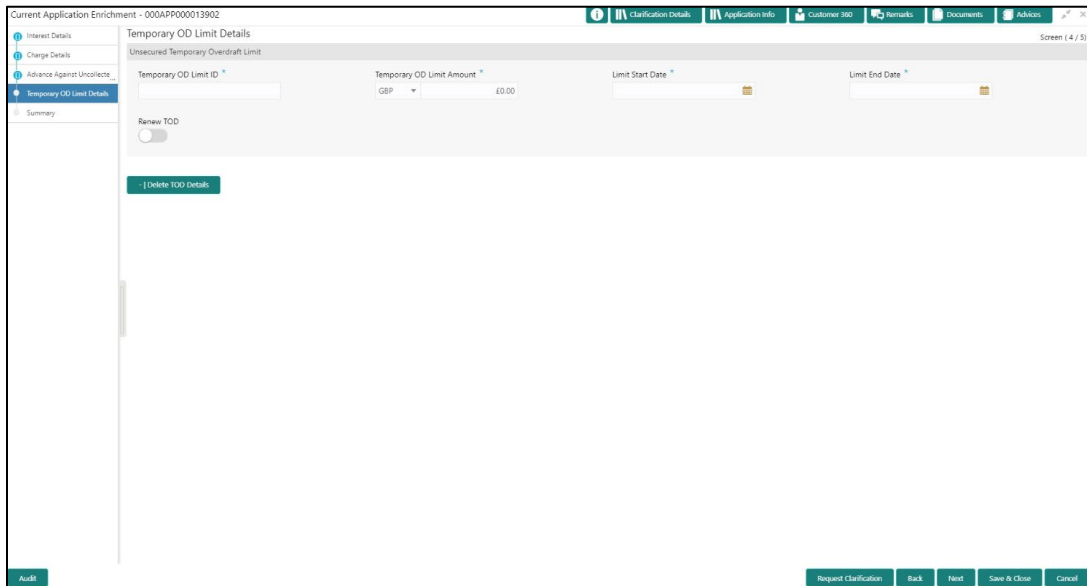 Current Application Enrichment - 000APP000013902
Clarification Details
Application Info
Customer 360
Remarks
Documents
Advices
Interest Details
Charge Details
Advance Against Uncollecte ...
Temporary OD Limit Details
Summary
Temporary OD Limit Details
Screen ( 4 / 5)
Unsecured Temporary Overdraft Limit
Temporary OD Limit ID *
Temporary OD Limit Amount *
Limit Start Date *
Limit End Date *
GBP
£0.00
Renew TOD
- | Delete TOD Details
Audit
Request Clarification
Back
Next
Save & Close
Cancel